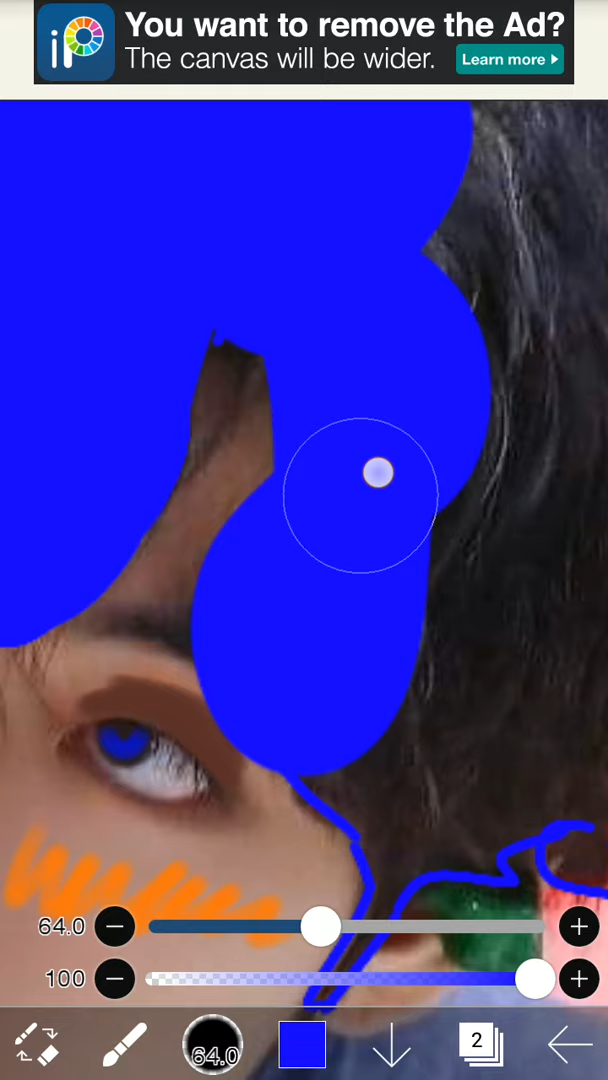 iP
You want to remove the Ad?
The canvas will be wider.
Learn more
64.0
100
64.0
2